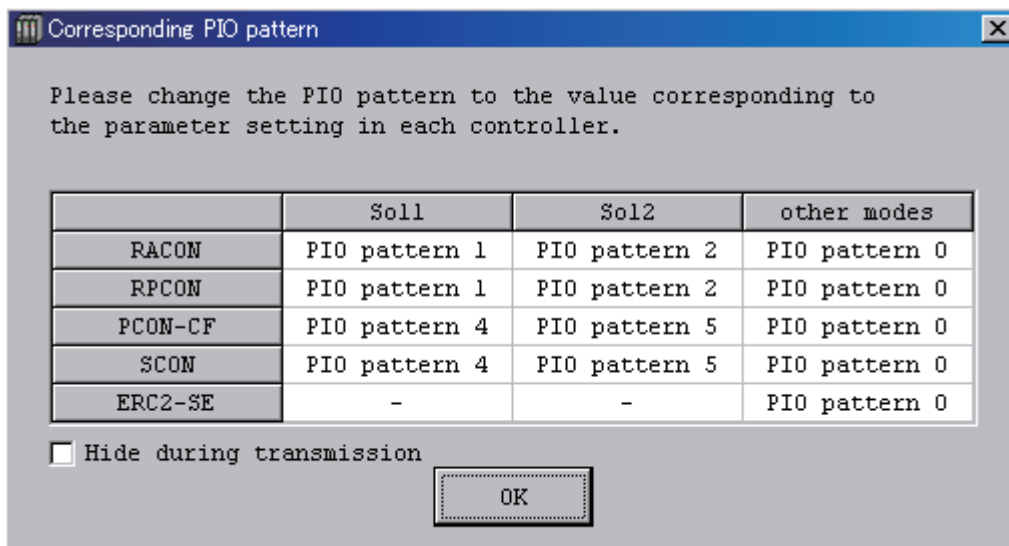 Corresponding PIO pattern
Please change the PIO pattern to the value corresponding to
the parameter setting in each controller.
Sol1 Sol2 other modes
RACON PIO pattern 1 PIO pattern 2 PIO pattern 0
RPCON PIO pattern 1 PIO pattern 2 PIO pattern 0
PCON-CF PIO pattern 4 PIO pattern 5 PIO pattern 0
SCON PIO pattern 4 PIO pattern 5 PIO pattern 0
ERC2-SE - - PIO pattern 0
Hide during transmission
OK